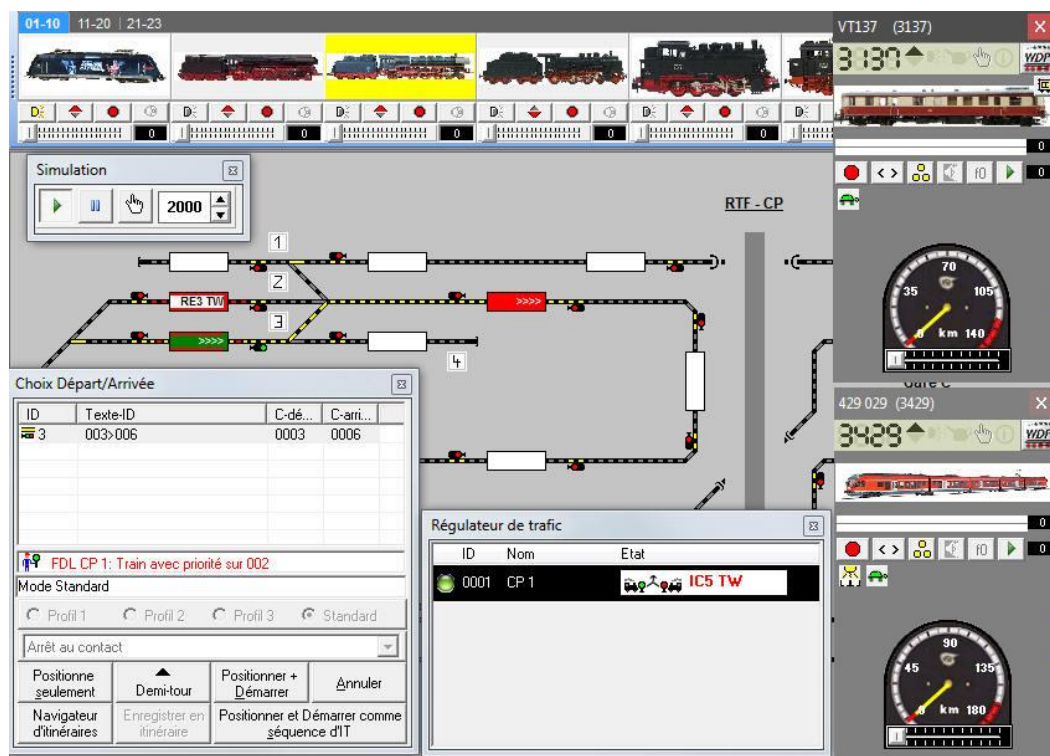 01-10 11-20 | 21-23
0 0 0 0 0
Simulation
2000
RTF - CP
1
2
RE3 TW >>>>
3
>>>>
4
Choix Départ/Arrivée
ID Texte-ID C-dé... C-arri...
3 003>006 0003 0006
FDL CP 1: Train avec priorité sur 002
Mode Standard
Profil 1 Profil 2 Profil 3 Standard
Arrêt au contact
Positionne seulement
Demi-tour
Positionner + Démarrer
Annuler
Navigateur d'itinéraires
Enregistrer en itinéraire
Positionner et Démarrer comme séquence d'IT
Régulateur de trafic
ID Nom Etat
0001 CP 1 IC5 TW
VT137 (3137)
3137 WDP
0
f0 0
70
35 105
0 km 140
429 029 (3429)
3429 WDP
0
f0 0
90
45 135
0 km 180